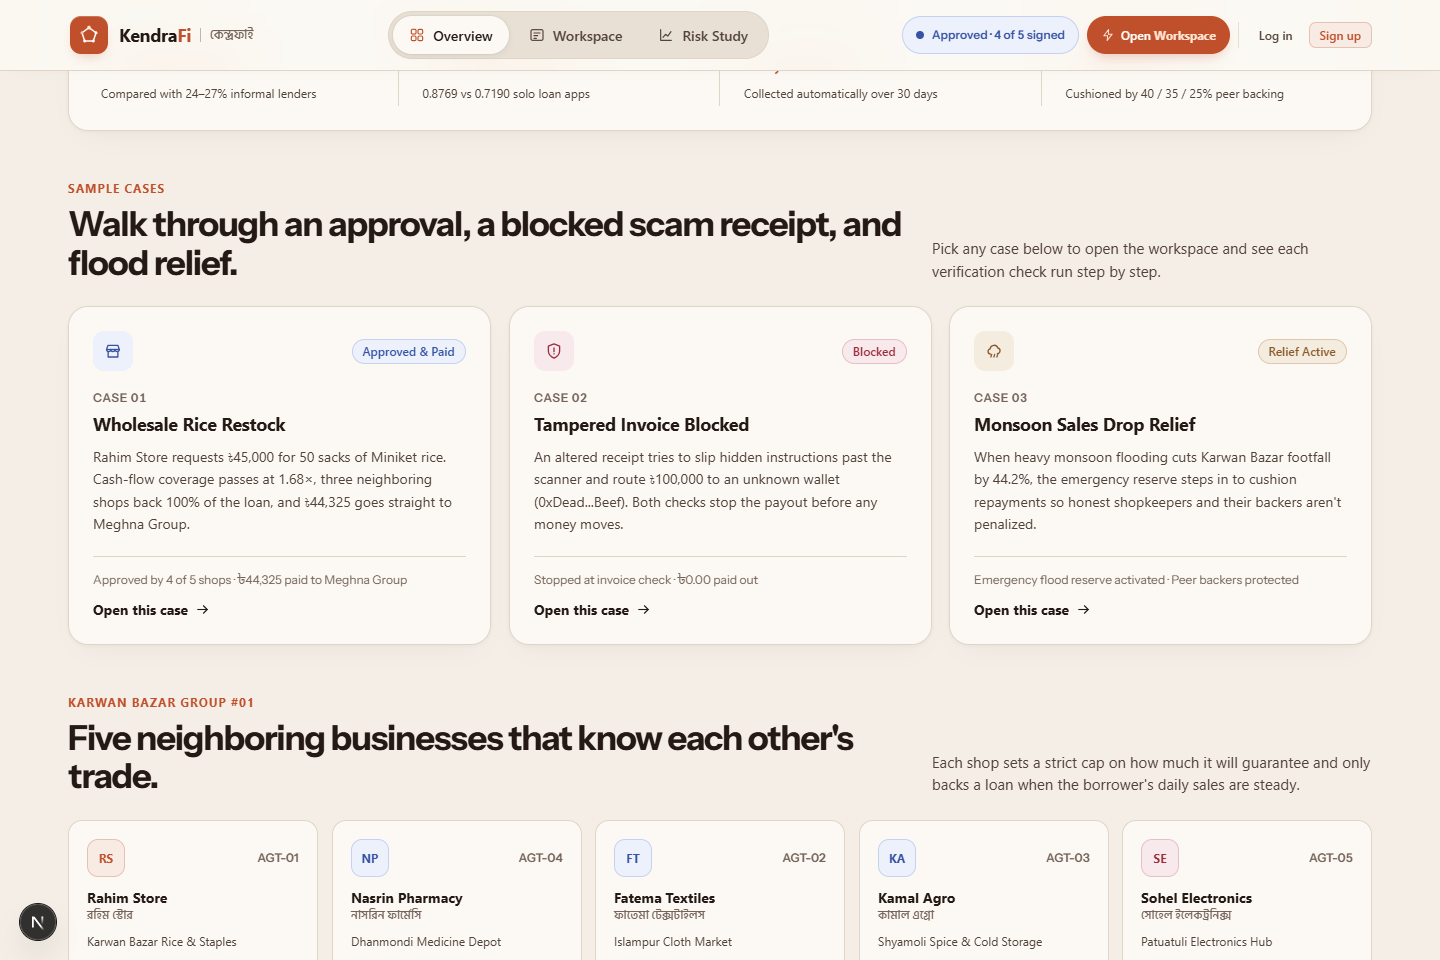 KendraFi | কেন্দ্রফাই
Overview
Workspace
Risk Study
Approved · 4 of 5 signed
Open Workspace
Log in
Sign up
Compared with 24–27% informal lenders
0.8769 vs 0.7190 solo loan apps
Collected automatically over 30 days
Cushioned by 40 / 35 / 25% peer backing
SAMPLE CASES
Walk through an approval, a blocked scam receipt, and
flood relief.
Pick any case below to open the workspace and see each
verification check run step by step.
Approved & Paid
CASE 01
Wholesale Rice Restock
Rahim Store requests ৳45,000 for 50 sacks of Miniket rice.
Cash-flow coverage passes at 1.68×, three neighboring
shops back 100% of the loan, and ৳44,325 goes straight to
Meghna Group.
Approved by 4 of 5 shops · ৳44,325 paid to Meghna Group
Open this case →
Blocked
CASE 02
Tampered Invoice Blocked
An altered receipt tries to slip hidden instructions past the
scanner and route ৳100,000 to an unknown wallet
(0xDead...Beef). Both checks stop the payout before any
money moves.
Stopped at invoice check · ৳0.00 paid out
Open this case →
Relief Active
CASE 03
Monsoon Sales Drop Relief
When heavy monsoon flooding cuts Karwan Bazar footfall
by 44.2%, the emergency reserve steps in to cushion
repayments so honest shopkeepers and their backers aren't
penalized.
Emergency flood reserve activated · Peer backers protected
Open this case →
KARWAN BAZAR GROUP #01
Five neighboring businesses that know each other's
trade.
Each shop sets a strict cap on how much it will guarantee and only
backs a loan when the borrower's daily sales are steady.
RS
AGT-01
Rahim Store
রহিম স্টোর
Karwan Bazar Rice & Staples
NP
AGT-04
Nasrin Pharmacy
নাসরিন ফার্মেসি
Dhanmondi Medicine Depot
FT
AGT-02
Fatema Textiles
ফাতেমা টেক্সটাইলস
Islampur Cloth Market
KA
AGT-03
Kamal Agro
কামাল এগ্রো
Shyamoli Spice & Cold Storage
SE
AGT-05
Sohel Electronics
সোহেল ইলেকট্রনিক্স
Patuatuli Electronics Hub
N